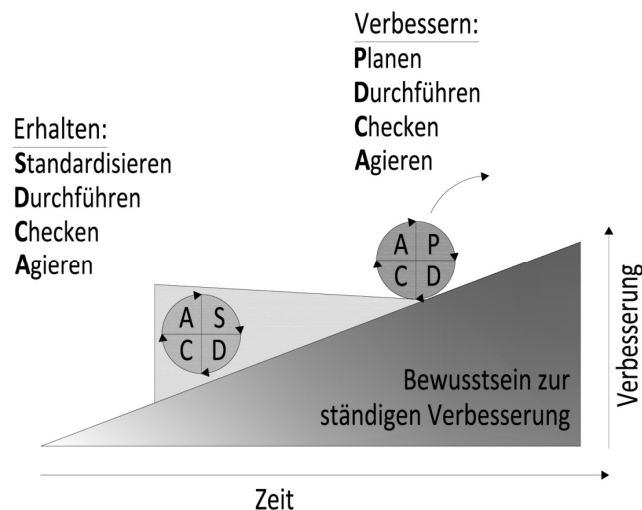 Verbessern:
Planen
Durchführen
Checken
Agieren
Erhalten:
Standardisieren
Durchführen
Checken
Agieren
A P
C D
A S
C D
Bewusstsein zur
ständigen Verbesserung
Verbesserung
Zeit